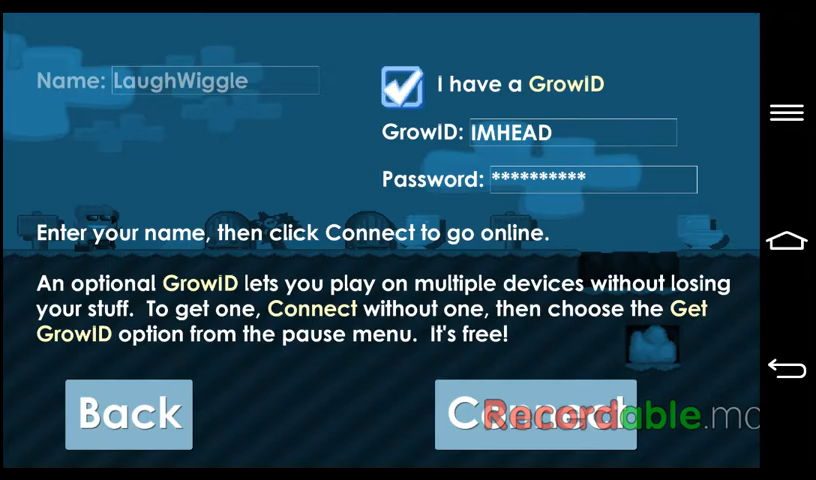 Name: LaughWiggle
I have a GrowID
GrowID: IMHEAD
Password: **********
Enter your name, then click Connect to go online.
An optional GrowID lets you play on multiple devices without losing
your stuff. To get one, Connect without one, then choose the Get
GrowID option from the pause menu. It's free!
Back
Connect
Recordable.mo